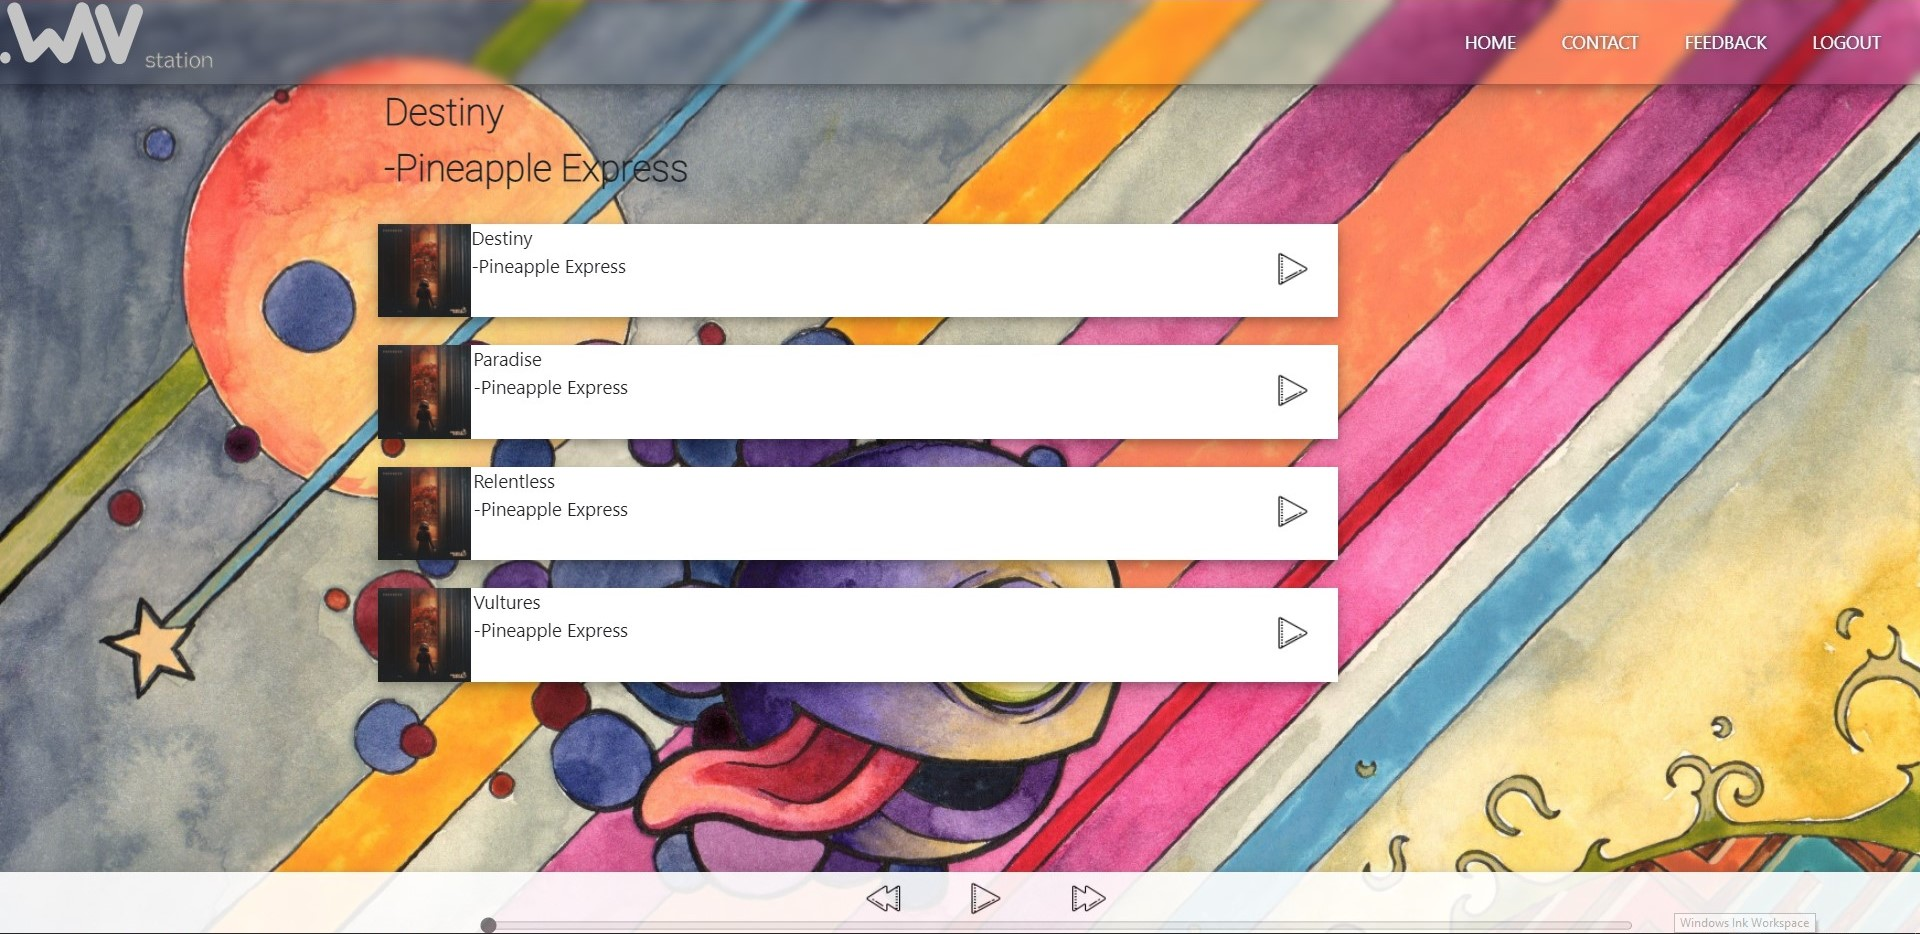 .WAV station
HOME CONTACT FEEDBACK LOGOUT
Destiny
-Pineapple Express
Destiny
-Pineapple Express
Paradise
-Pineapple Express
Relentless
-Pineapple Express
Vultures
-Pineapple Express
Windows Ink Workspace